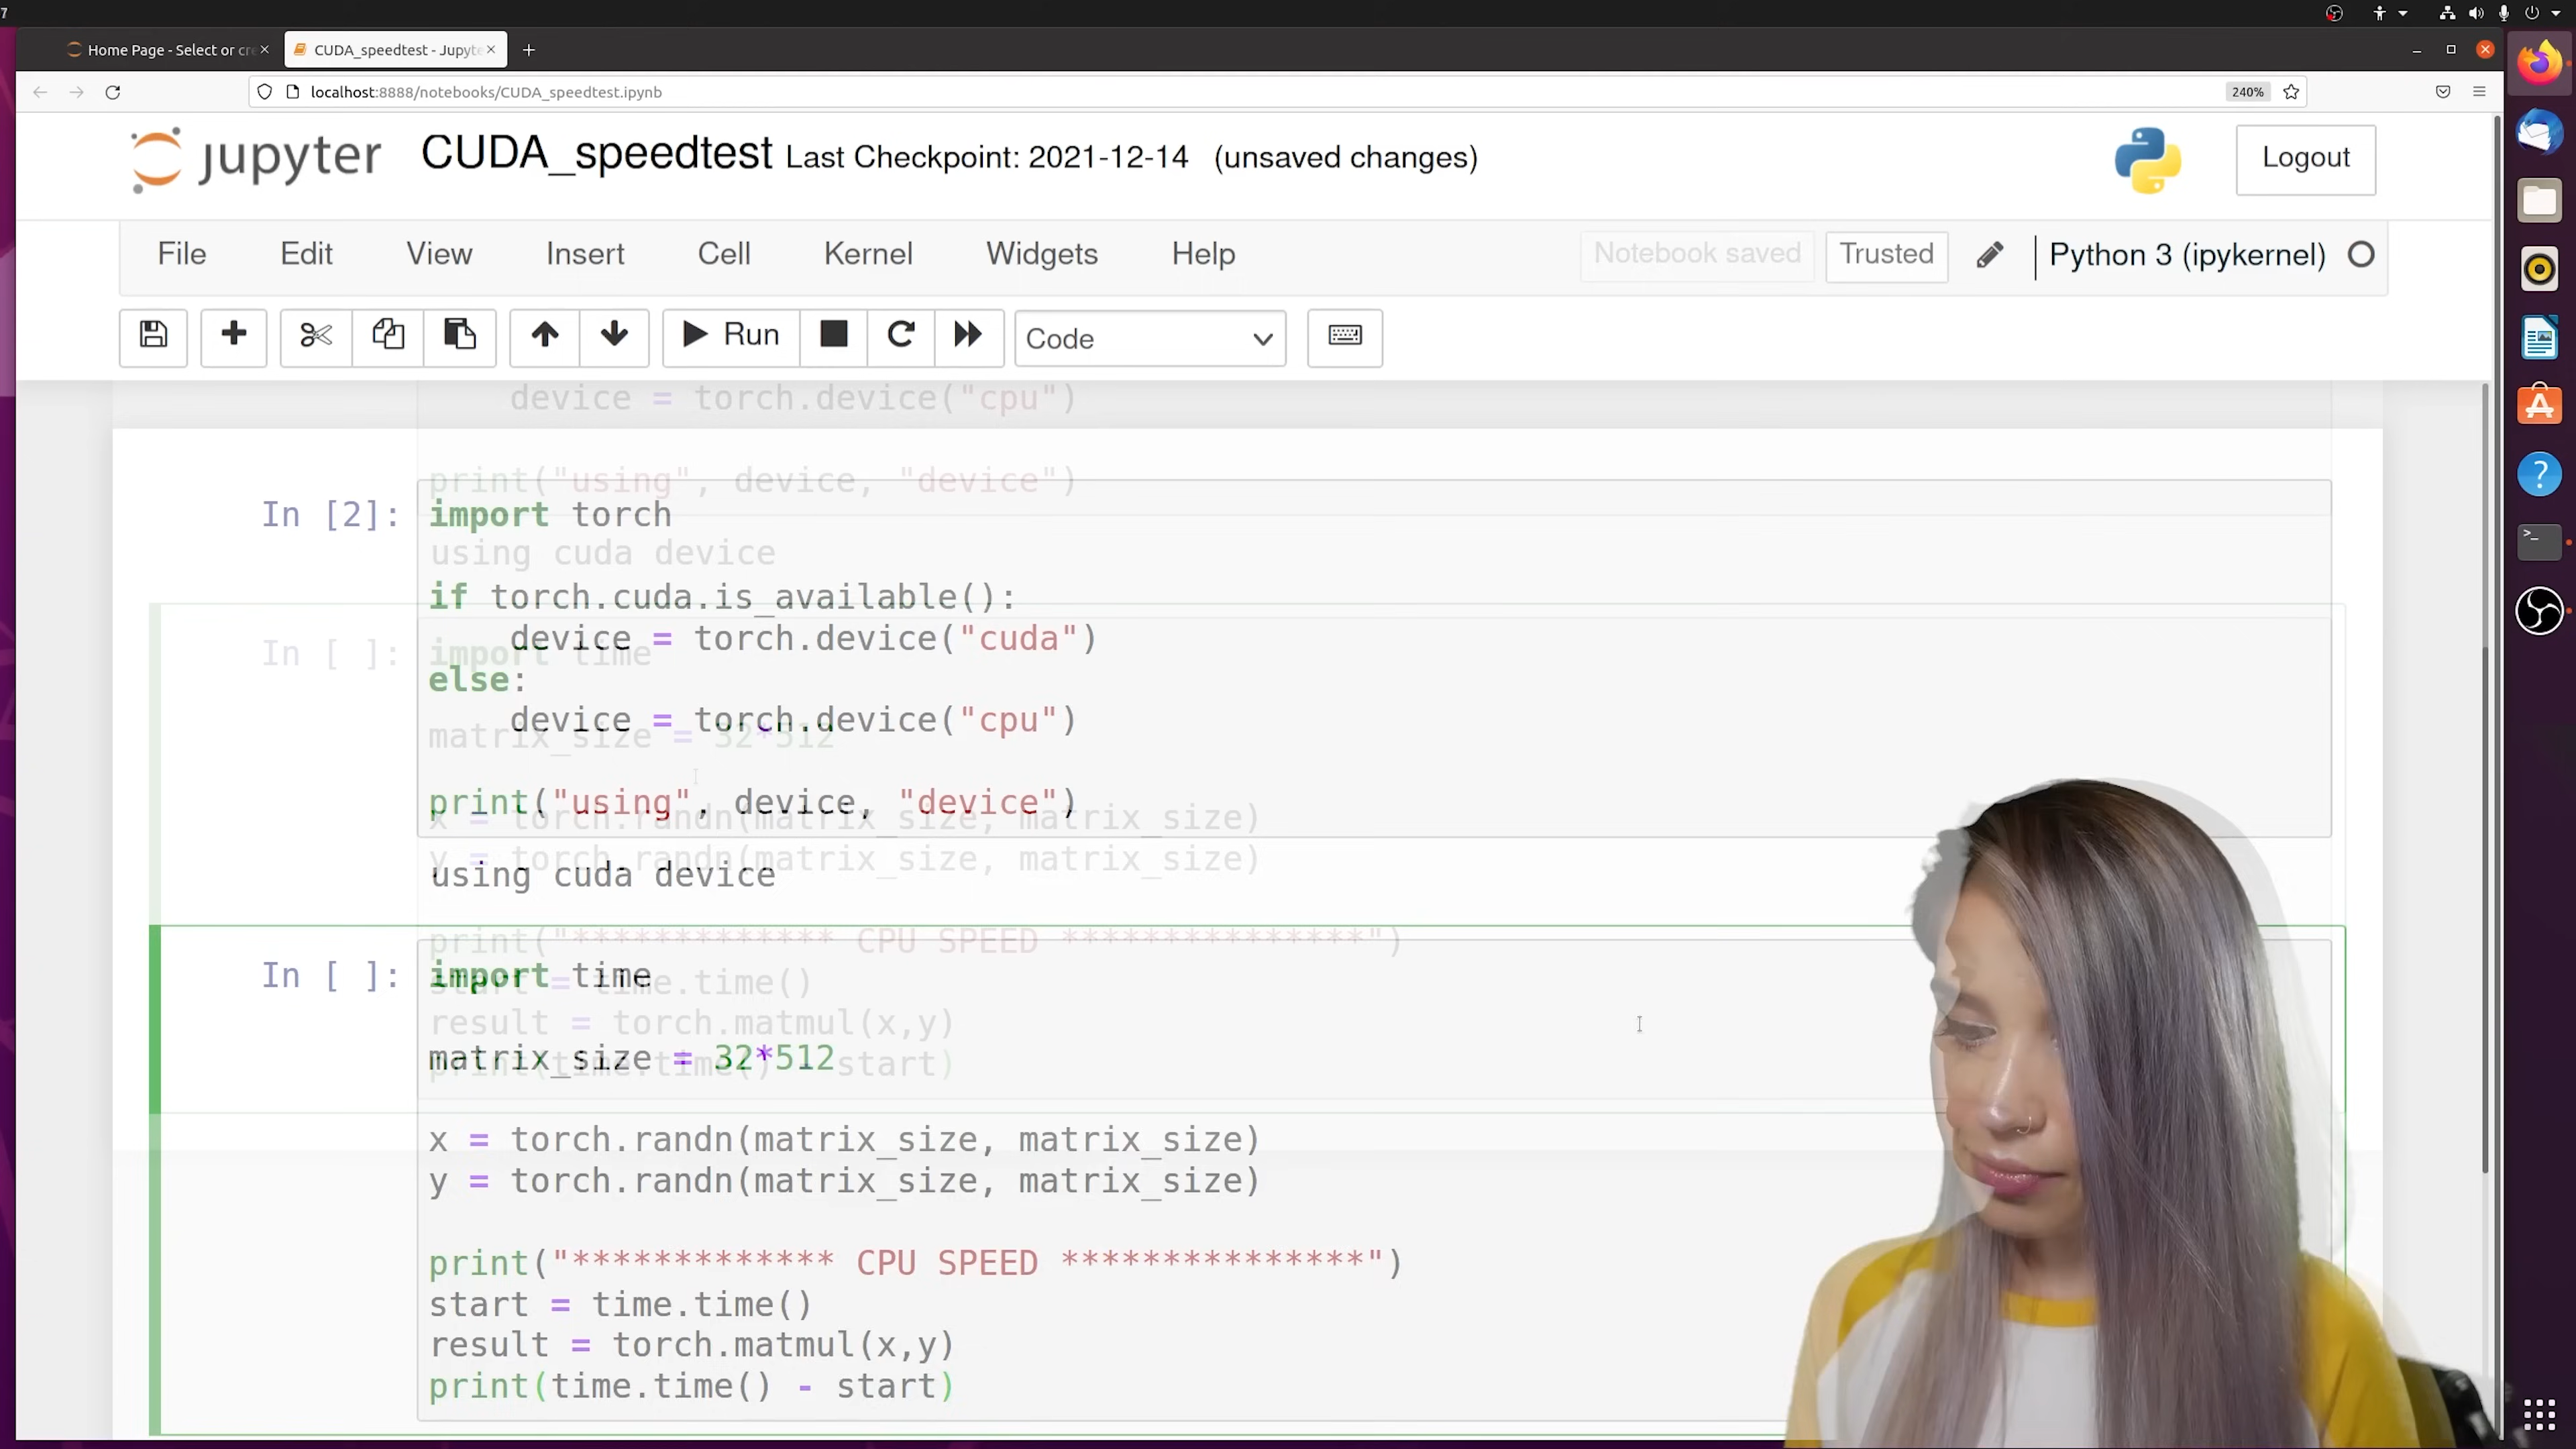 7
Home Page - Select or cre
CUDA_speedtest - Jupyte
localhost:8888/notebooks/CUDA_speedtest.ipynb
240%
jupyter
CUDA_speedtest Last Checkpoint: 2021-12-14 (unsaved changes)
Logout
File Edit View Insert Cell Kernel Widgets Help
Notebook saved
Trusted
Python 3 (ipykernel)
Run
Code
device = torch.device("cpu")
print("using", device, "device")
In [2]: import torch
using cuda device
if torch.cuda.is_available():
device = torch.device("cuda")
In [ ]: import time
else:
device = torch.device("cpu")
matrix_size = 32*512
print("using", device, "device")
x = torch.randn(matrix_size, matrix_size)
y = torch.randn(matrix_size, matrix_size)
using cuda device
print("************* CPU SPEED ***************")
In [ ]: import time
start = time.time()
result = torch.matmul(x,y)
matrix_size = 32*512
print(time.time() - start)
x = torch.randn(matrix_size, matrix_size)
y = torch.randn(matrix_size, matrix_size)
print("************* CPU SPEED ***************")
start = time.time()
result = torch.matmul(x,y)
print(time.time() - start)